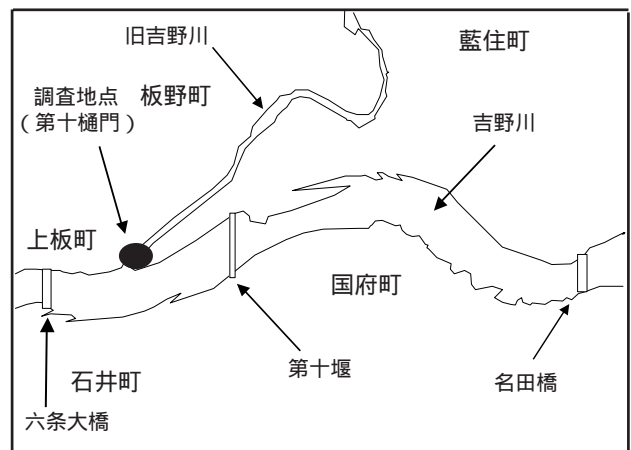 旧吉野川
藍住町
調査地点
(第十樋門)
板野町
吉野川
上板町
国府町
第十堰
石井町
名田橋
六条大橋